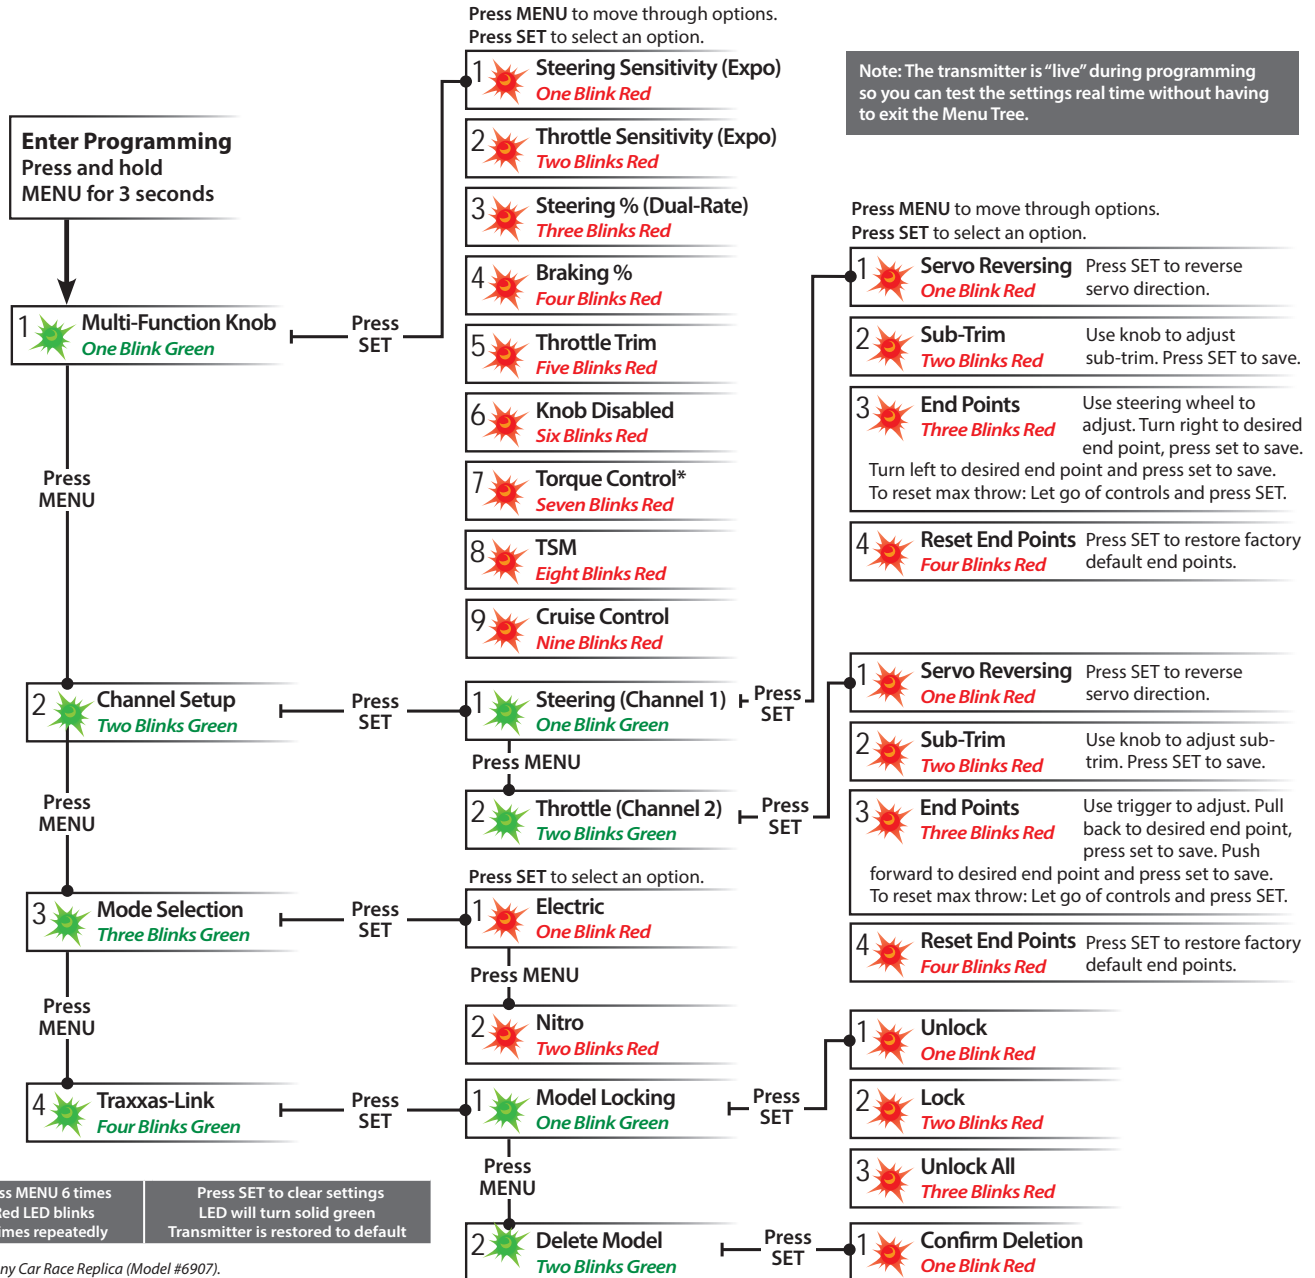 Press MENU to move through options.
Press SET to select an option.
1 Steering Sensitivity (Expo)
One Blink Red
2 Throttle Sensitivity (Expo)
Two Blinks Red
3 Steering % (Dual-Rate)
Three Blinks Red
4 Braking %
Four Blinks Red
5 Throttle Trim
Five Blinks Red
6 Knob Disabled
Six Blinks Red
7 Torque Control*
Seven Blinks Red
8 TSM
Eight Blinks Red
9 Cruise Control
Nine Blinks Red
Note: The transmitter is “live” during programming
so you can test the settings real time without having
to exit the Menu Tree.
Enter Programming
Press and hold
MENU for 3 seconds
1 Multi-Function Knob
One Blink Green
Press
SET
Press
MENU
2 Channel Setup
Two Blinks Green
Press
SET
1 Steering (Channel 1)
One Blink Green
Press
SET
Press MENU
2 Throttle (Channel 2)
Two Blinks Green
Press
SET
Press MENU to move through options.
Press SET to select an option.
1 Servo Reversing Press SET to reverse
One Blink Red servo direction.
2 Sub-Trim Use knob to adjust
Two Blinks Red sub-trim. Press SET to save.
3 End Points Use steering wheel to
Three Blinks Red adjust. Turn right to desired
end point, press set to save.
Turn left to desired end point and press set to save.
To reset max throw: Let go of controls and press SET.
4 Reset End Points Press SET to restore factory
Four Blinks Red default end points.
1 Servo Reversing Press SET to reverse
One Blink Red servo direction.
2 Sub-Trim Use knob to adjust sub-
Two Blinks Red trim. Press SET to save.
3 End Points Use trigger to adjust. Pull
Three Blinks Red back to desired end point,
press set to save. Push
forward to desired end point and press set to save.
To reset max throw: Let go of controls and press SET.
4 Reset End Points Press SET to restore factory
Four Blinks Red default end points.
Press
MENU
3 Mode Selection
Three Blinks Green
Press
SET
Press SET to select an option.
1 Electric
One Blink Red
Press MENU
2 Nitro
Two Blinks Red
Press
MENU
4 Traxxas-Link
Four Blinks Green
Press
SET
1 Model Locking
One Blink Green
Press
SET
1 Unlock
One Blink Red
2 Lock
Two Blinks Red
3 Unlock All
Three Blinks Red
Press
MENU
2 Delete Model
Two Blinks Green
Press
SET
1 Confirm Deletion
One Blink Red
ss MENU 6 times
Red LED blinks
imes repeatedly
Press SET to clear settings
LED will turn solid green
Transmitter is restored to default
ny Car Race Replica (Model #6907).